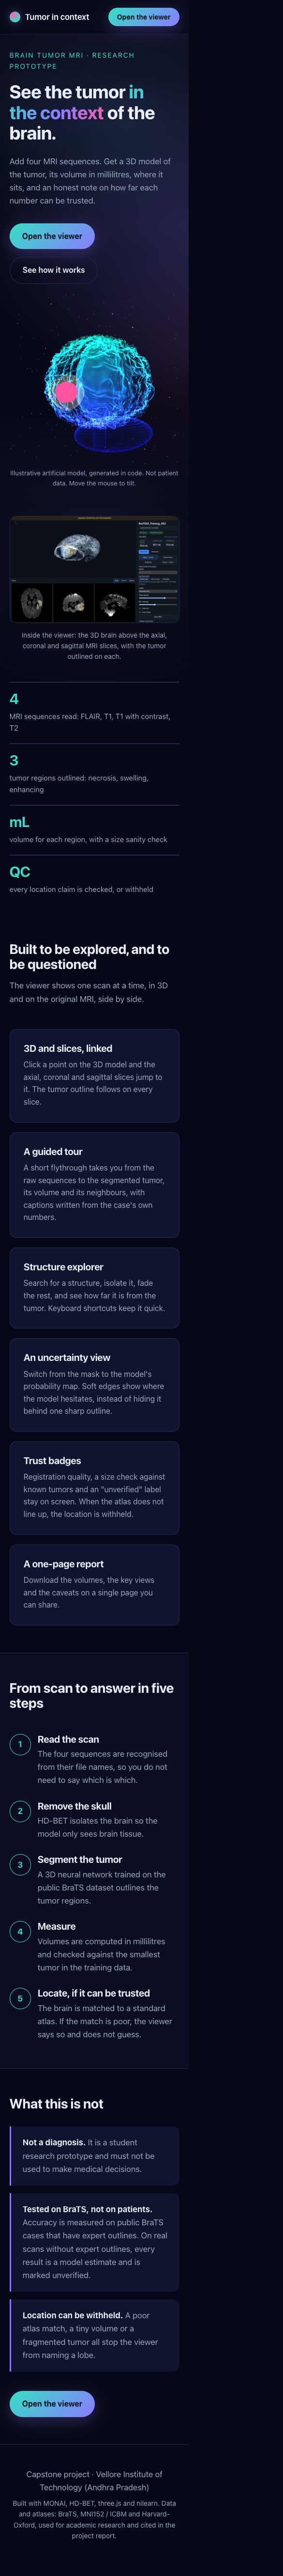 Tumor in context
Open the viewer
BRAIN TUMOR MRI · RESEARCH
PROTOTYPE
See the tumor in
the context of the
brain.
Add four MRI sequences. Get a 3D model of
the tumor, its volume in millilitres, where it
sits, and an honest note on how far each
number can be trusted.
Open the viewer
See how it works
Illustrative artificial model, generated in code. Not patient
data. Move the mouse to tilt.
Inside the viewer: the 3D brain above the axial,
coronal and sagittal MRI slices, with the tumor
outlined on each.
4
MRI sequences read: FLAIR, T1, T1 with contrast,
T2
3
tumor regions outlined: necrosis, swelling,
enhancing
mL
volume for each region, with a size sanity check
QC
every location claim is checked, or withheld
Built to be explored, and to
be questioned
The viewer shows one scan at a time, in 3D
and on the original MRI, side by side.
3D and slices, linked
Click a point on the 3D model and the
axial, coronal and sagittal slices jump to
it. The tumor outline follows on every
slice.
A guided tour
A short flythrough takes you from the
raw sequences to the segmented tumor,
its volume and its neighbours, with
captions written from the case's own
numbers.
Structure explorer
Search for a structure, isolate it, fade
the rest, and see how far it is from the
tumor. Keyboard shortcuts keep it quick.
An uncertainty view
Switch from the mask to the model's
probability map. Soft edges show where
the model hesitates, instead of hiding it
behind one sharp outline.
Trust badges
Registration quality, a size check against
known tumors and an "unverified" label
stay on screen. When the atlas does not
line up, the location is withheld.
A one-page report
Download the volumes, the key views
and the caveats on a single page you
can share.
From scan to answer in five
steps
1
Read the scan
The four sequences are recognised
from their file names, so you do not
need to say which is which.
2
Remove the skull
HD-BET isolates the brain so the
model only sees brain tissue.
3
Segment the tumor
A 3D neural network trained on the
public BraTS dataset outlines the
tumor regions.
4
Measure
Volumes are computed in millilitres
and checked against the smallest
tumor in the training data.
5
Locate, if it can be trusted
The brain is matched to a standard
atlas. If the match is poor, the viewer
says so and does not guess.
What this is not
Not a diagnosis. It is a student
research prototype and must not be
used to make medical decisions.
Tested on BraTS, not on patients.
Accuracy is measured on public BraTS
cases that have expert outlines. On real
scans without expert outlines, every
result is a model estimate and is
marked unverified.
Location can be withheld. A poor
atlas match, a tiny volume or a
fragmented tumor all stop the viewer
from naming a lobe.
Open the viewer
Capstone project · Vellore Institute of
Technology (Andhra Pradesh)
Built with MONAI, HD-BET, three.js and nilearn. Data
and atlases: BraTS, MNI152 / ICBM and Harvard-
Oxford, used for academic research and cited in the
project report.